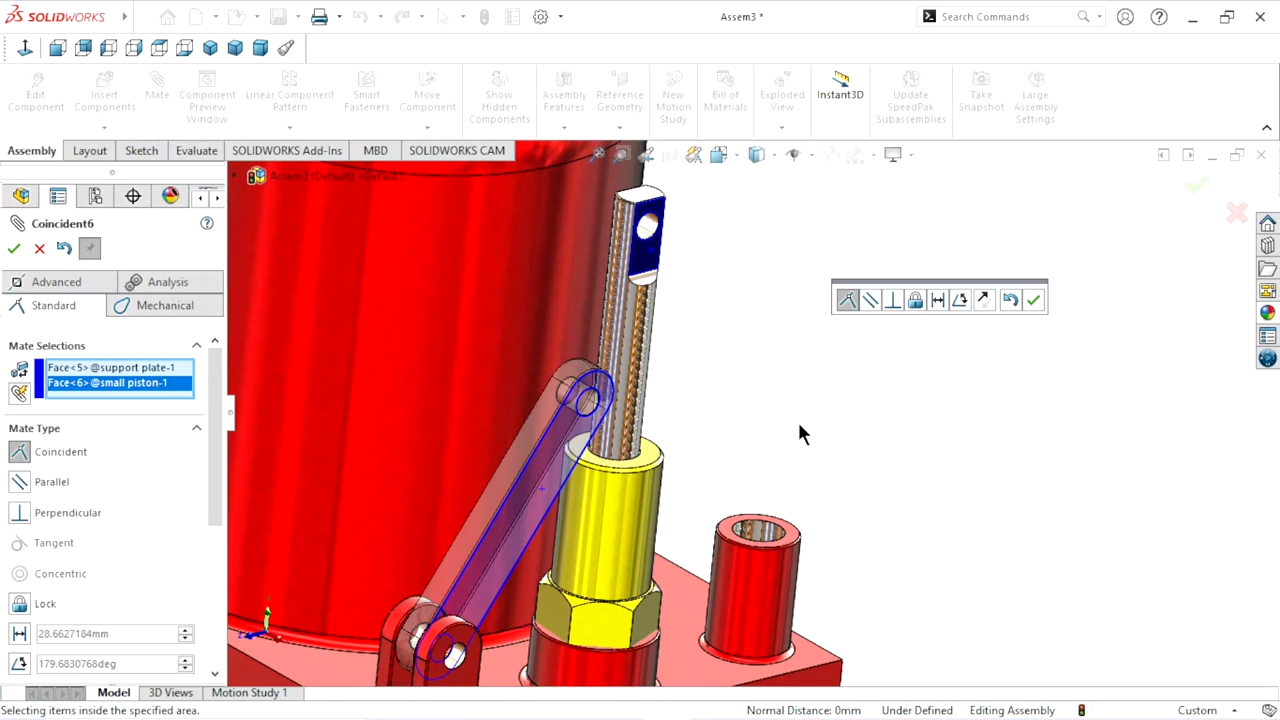 SOLIDWORKS
Assem3 *
Search Commands
Edit Component
Insert Components
Mate
Component Preview Window
Linear Component Pattern
Smart Fasteners
Move Component
Show Hidden Components
Assembly Features
Reference Geometry
New Motion Study
Bill of Materials
Exploded View
Instant3D
Update SpeedPak Subassemblies
Take Snapshot
Large Assembly Settings
Assembly
Layout
Sketch
Evaluate
SOLIDWORKS Add-Ins
MBD
SOLIDWORKS CAM
Assem3 (Default) <Default...
Coincident6
Advanced
Analysis
Standard
Mechanical
Mate Selections
Face<5>@support plate-1
Face<6>@small piston-1
Mate Type
Coincident
Parallel
Perpendicular
Tangent
Concentric
Lock
28.6627184mm
179.6830768deg
Model
3D Views
Motion Study 1
Selecting items inside the specified area.
Normal Distance: 0mm
Under Defined
Editing Assembly
Custom